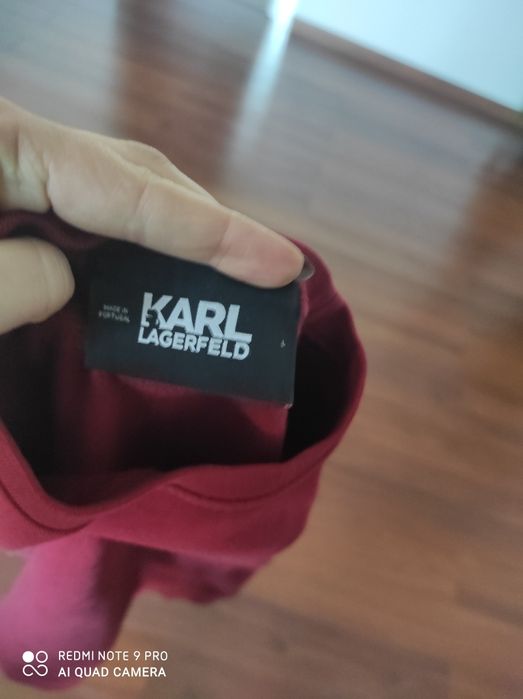 MADE IN
PORTUGAL
KARL
LAGERFELD
REDMI NOTE 9 PRO
AI QUAD CAMERA